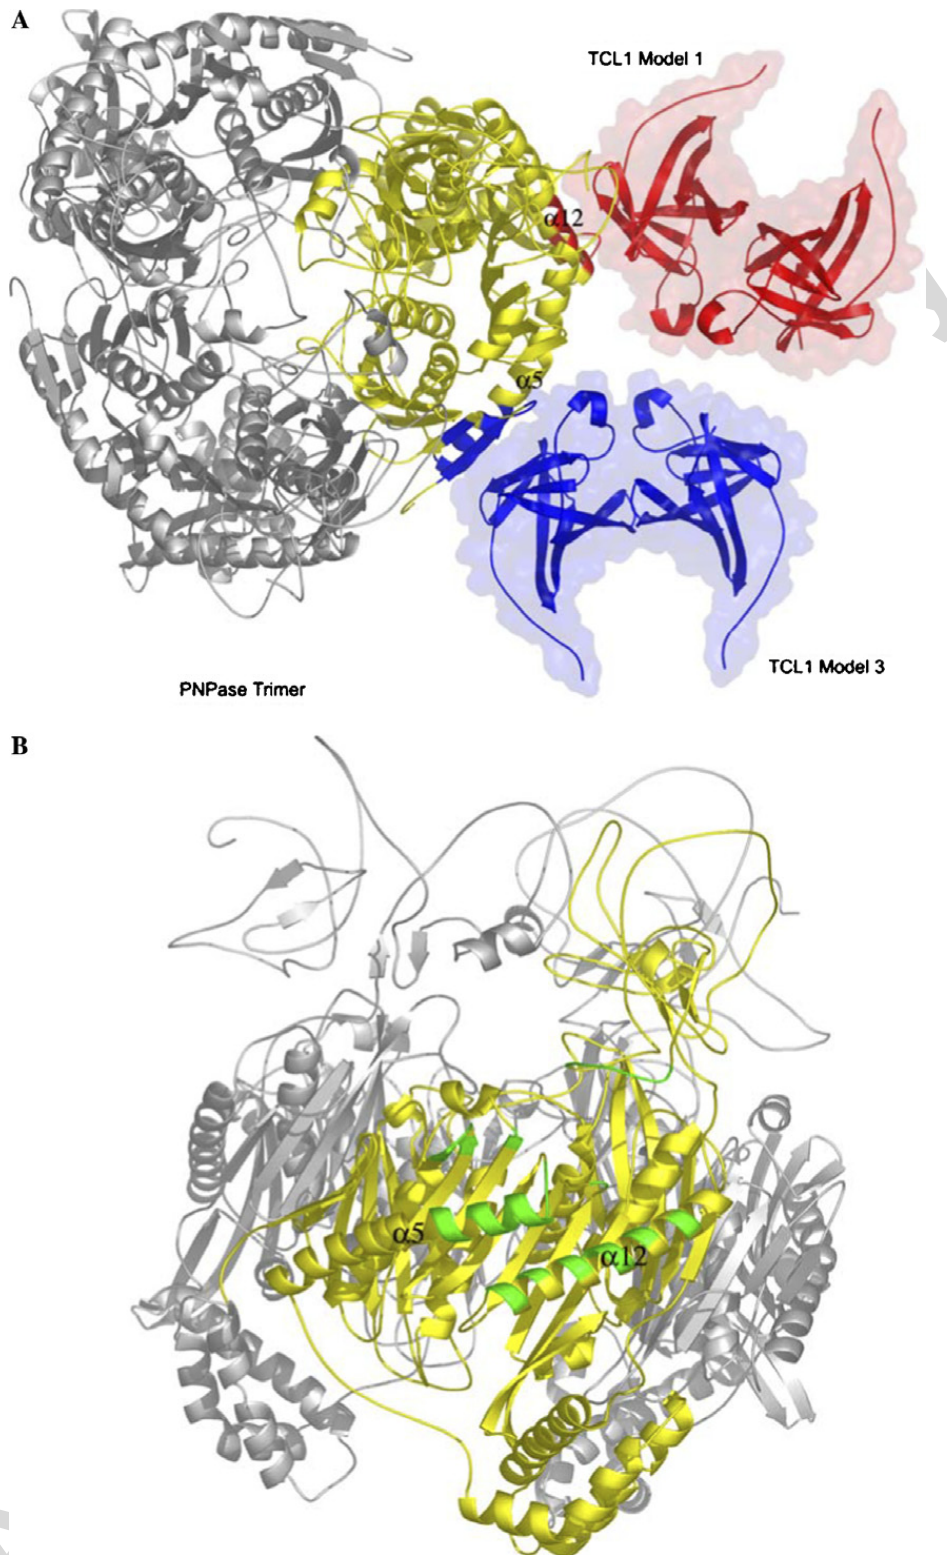 A
TCL1 Model 1
α12
α5
TCL1 Model 3
PNPase Trimer
B
α5
α12